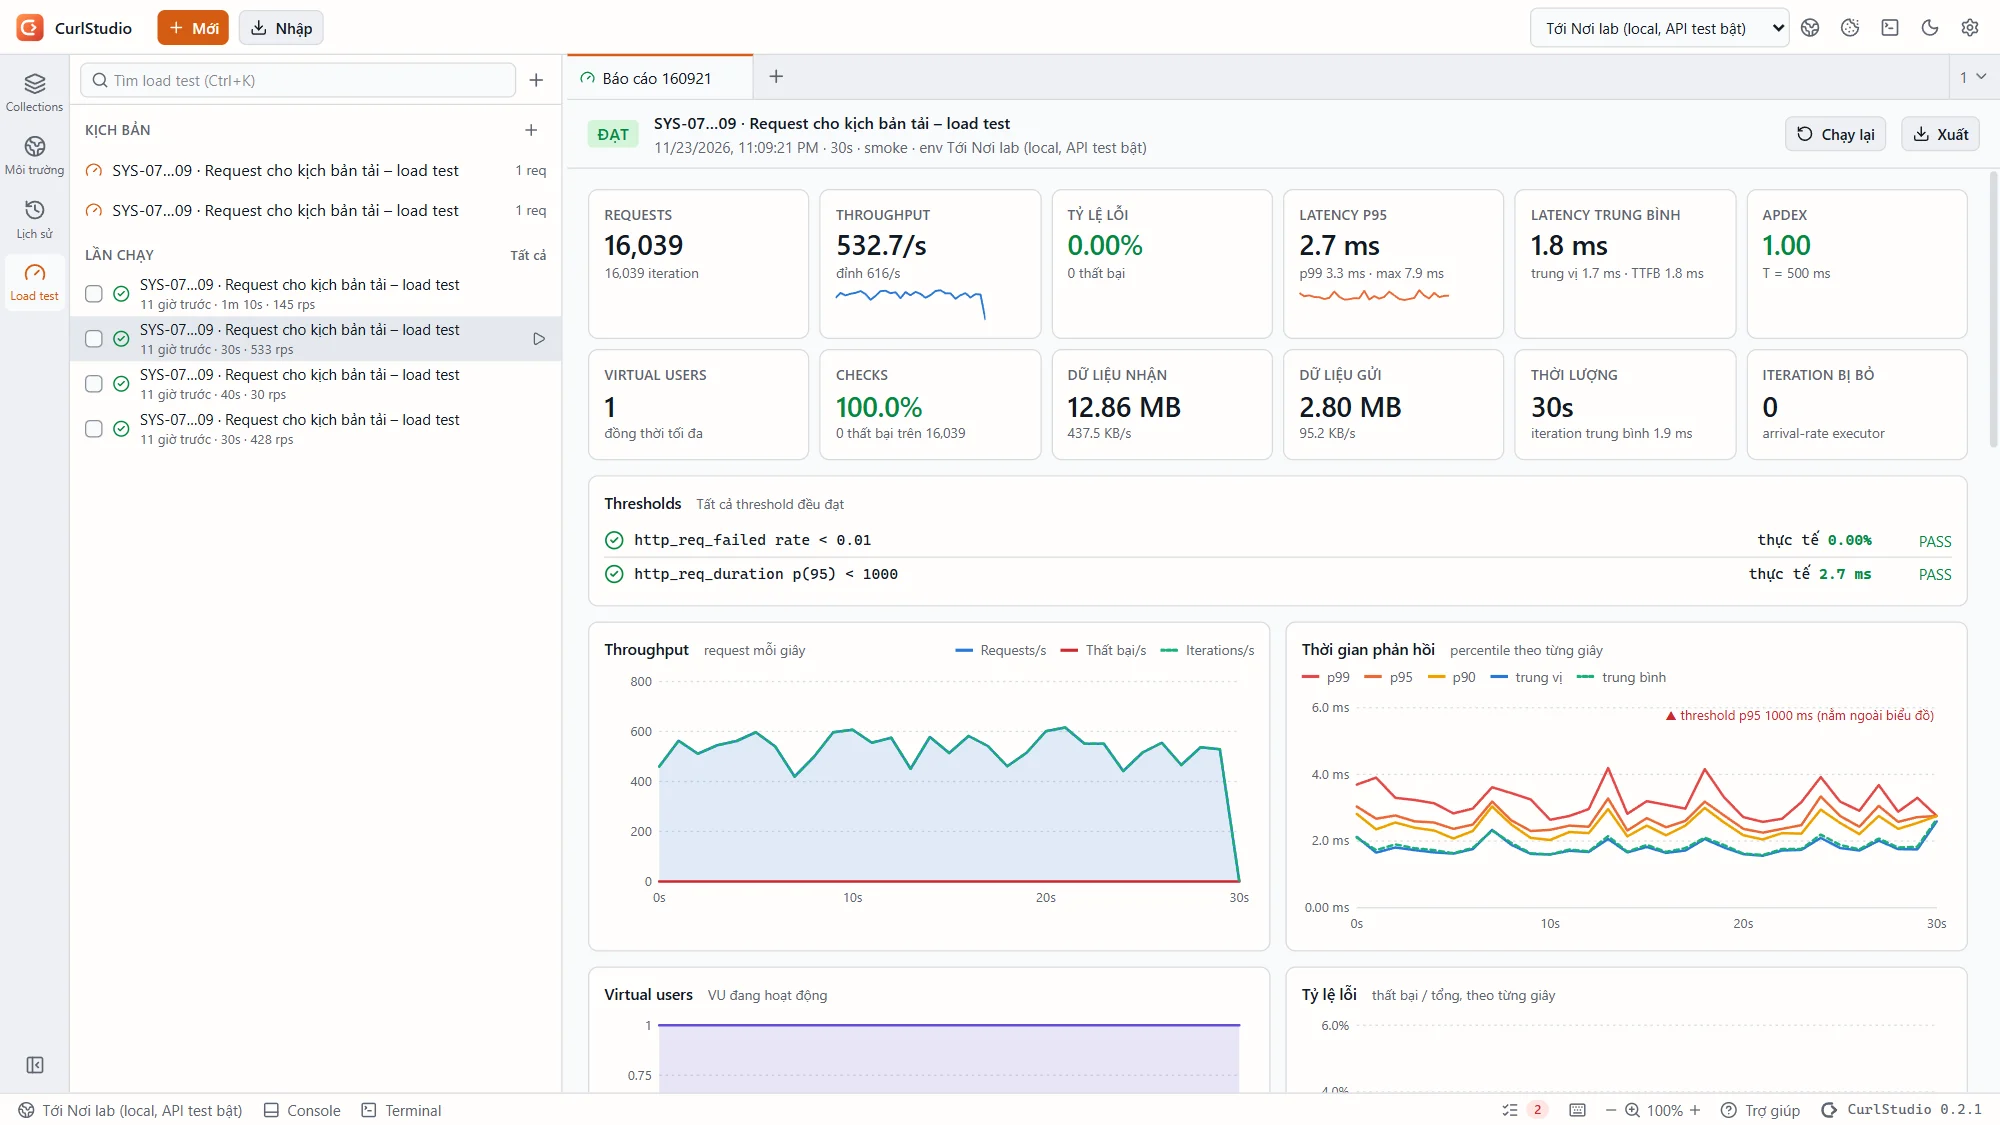 CurlStudio
Mới
Nhập
Tới Nơi lab (local, API test bật)
Collections
Môi trường
Lịch sử
Load test
Tìm load test (Ctrl+K)
KỊCH BẢN
SYS-07...09 · Request cho kịch bản tải – load test
1 req
SYS-07...09 · Request cho kịch bản tải – load test
1 req
LẦN CHẠY
Tất cả
SYS-07...09 · Request cho kịch bản tải – load test
11 giờ trước · 1m 10s · 145 rps
SYS-07...09 · Request cho kịch bản tải – load test
11 giờ trước · 30s · 533 rps
SYS-07...09 · Request cho kịch bản tải – load test
11 giờ trước · 40s · 30 rps
SYS-07...09 · Request cho kịch bản tải – load test
11 giờ trước · 30s · 428 rps
Báo cáo 160921
1
ĐẠT
SYS-07...09 · Request cho kịch bản tải – load test
11/23/2026, 11:09:21 PM · 30s · smoke · env Tới Nơi lab (local, API test bật)
Chạy lại
Xuất
REQUESTS
16,039
16,039 iteration
THROUGHPUT
532.7/s
đỉnh 616/s
TỶ LỆ LỖI
0.00%
0 thất bại
LATENCY P95
2.7 ms
p99 3.3 ms · max 7.9 ms
LATENCY TRUNG BÌNH
1.8 ms
trung vị 1.7 ms · TTFB 1.8 ms
APDEX
1.00
T = 500 ms
VIRTUAL USERS
1
đồng thời tối đa
CHECKS
100.0%
0 thất bại trên 16,039
DỮ LIỆU NHẬN
12.86 MB
437.5 KB/s
DỮ LIỆU GỬI
2.80 MB
95.2 KB/s
THỜI LƯỢNG
30s
iteration trung bình 1.9 ms
ITERATION BỊ BỎ
0
arrival-rate executor
Thresholds Tất cả threshold đều đạt
http_req_failed rate < 0.01
thực tế 0.00% PASS
http_req_duration p(95) < 1000
thực tế 2.7 ms PASS
Throughput request mỗi giây
Requests/s Thất bại/s Iterations/s
800
600
400
200
0
0s 10s 20s 30s
Thời gian phản hồi percentile theo từng giây
p99 p95 p90 trung vị trung bình
▲ threshold p95 1000 ms (nằm ngoài biểu đồ)
6.0 ms
4.0 ms
2.0 ms
0.00 ms
0s 10s 20s 30s
Virtual users VU đang hoạt động
1
0.75
Tỷ lệ lỗi thất bại / tổng, theo từng giây
6.0%
4.0%
Tới Nơi lab (local, API test bật)
Console
Terminal
2
100%
Trợ giúp
CurlStudio 0.2.1